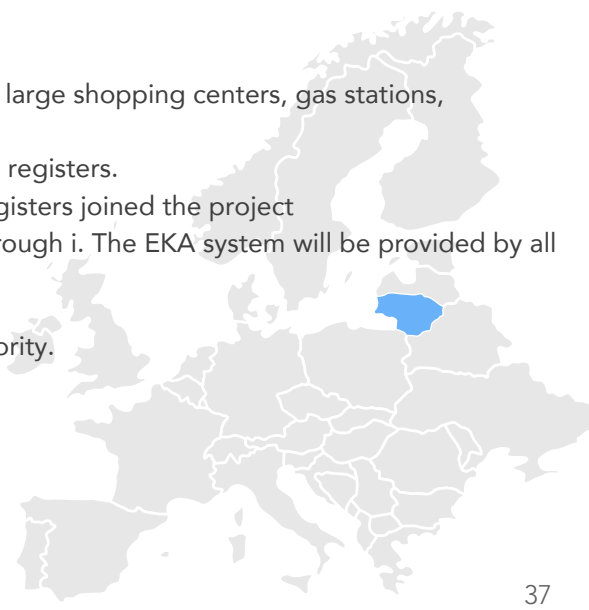 large shopping centers, gas stations,
registers.
gisters joined the project
rough i. The EKA system will be provided by all
ority.
37